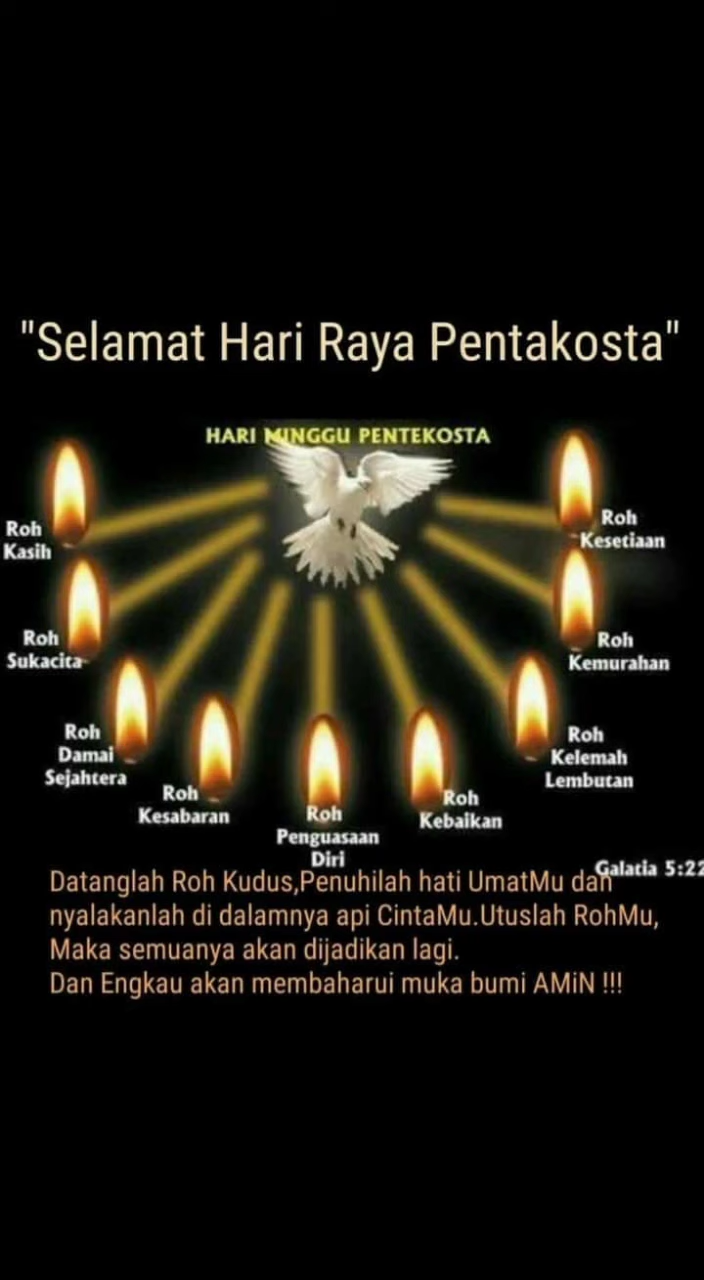 "Selamat Hari Raya Pentakosta"
HARI MINGGU PENTEKOSTA
Roh
Kasih
Roh
Sukacita
Roh
Damai
Sejahtera
Roh
Kesabaran
Roh
Penguasaan
Diri
Roh
Kebaikan
Roh
Kelemah
Lembutan
Roh
Kemurahan
Roh
Kesetiaan
Galatia 5:22
Datanglah Roh Kudus,Penuhilah hati UmatMu dan
nyalakanlah di dalamnya api CintaMu.Utuslah RohMu,
Maka semuanya akan dijadikan lagi.
Dan Engkau akan membaharui muka bumi AMiN !!!